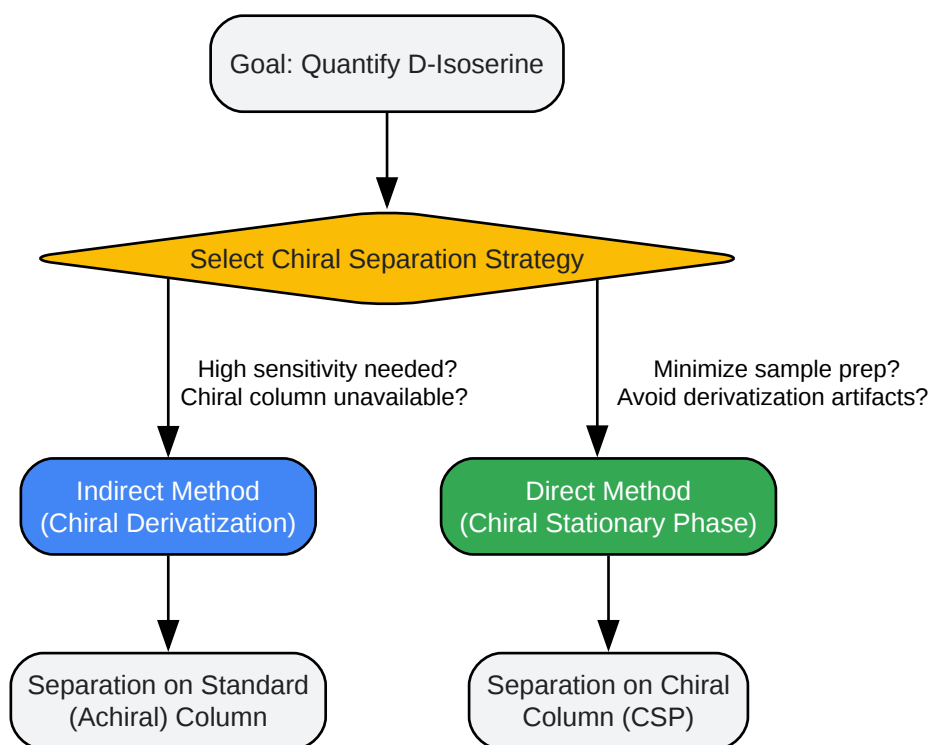 Goal: Quantify D-Isoserine
Select Chiral Separation Strategy
High sensitivity needed?
Chiral column unavailable?
Minimize sample prep?
Avoid derivatization artifacts?
Indirect Method
(Chiral Derivatization)
Direct Method
(Chiral Stationary Phase)
Separation on Standard
(Achiral) Column
Separation on Chiral
Column (CSP)